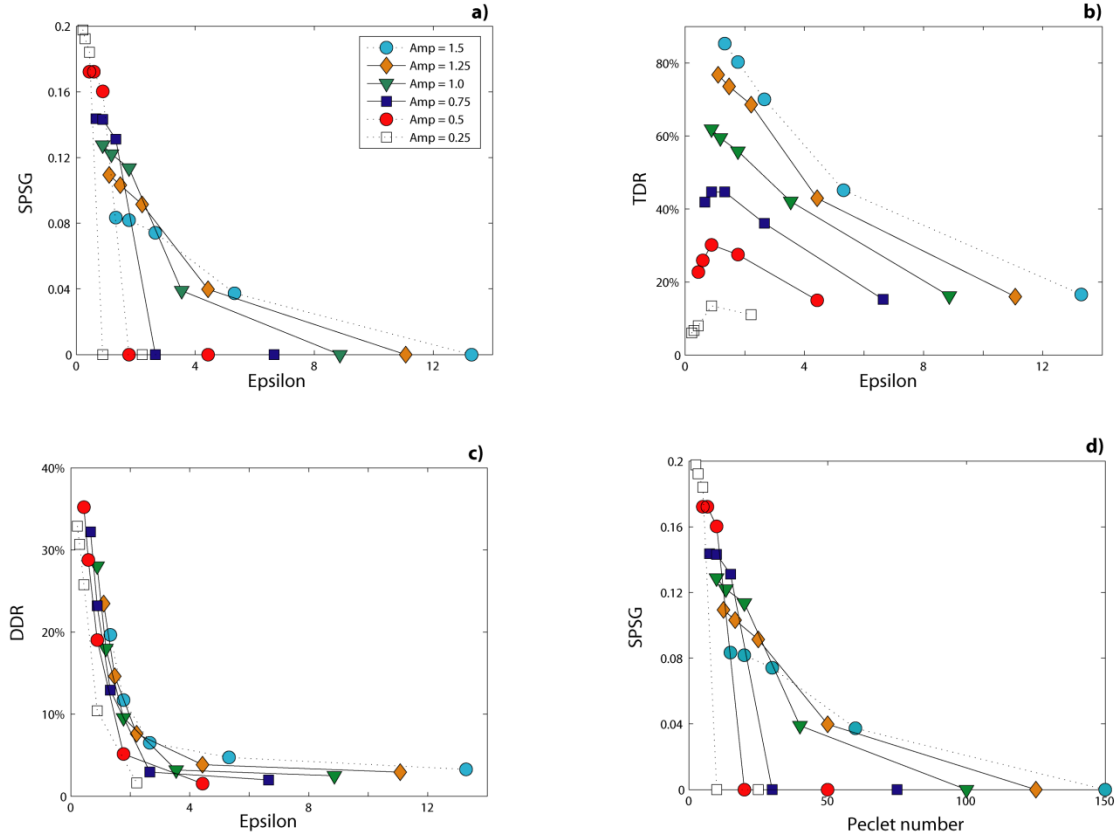 a)
0.2
0.16
0.12
0.08
0.04
0
SPSG
0 4 8 12
Epsilon
Amp = 1.5
Amp = 1.25
Amp = 1.0
Amp = 0.75
Amp = 0.5
Amp = 0.25
b)
80%
60%
40%
20%
0
TDR
0 4 8 12
Epsilon
c)
40%
30%
20%
10%
0
DDR
0 4 8 12
Epsilon
d)
0.2
0.16
0.12
0.08
0.04
0
SPSG
0 50 100 150
Peclet number